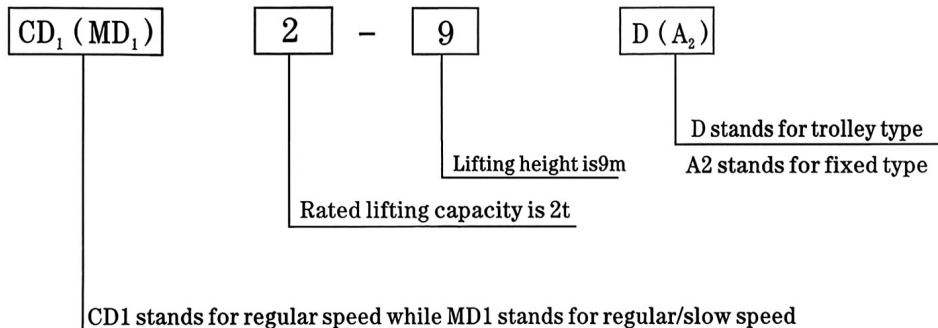 CD₁ (MD₁) 2 - 9 D (A₂)
D stands for trolley type
Lifting height is9m
A2 stands for fixed type
Rated lifting capacity is 2t
CD1 stands for regular speed while MD1 stands for regular/slow speed